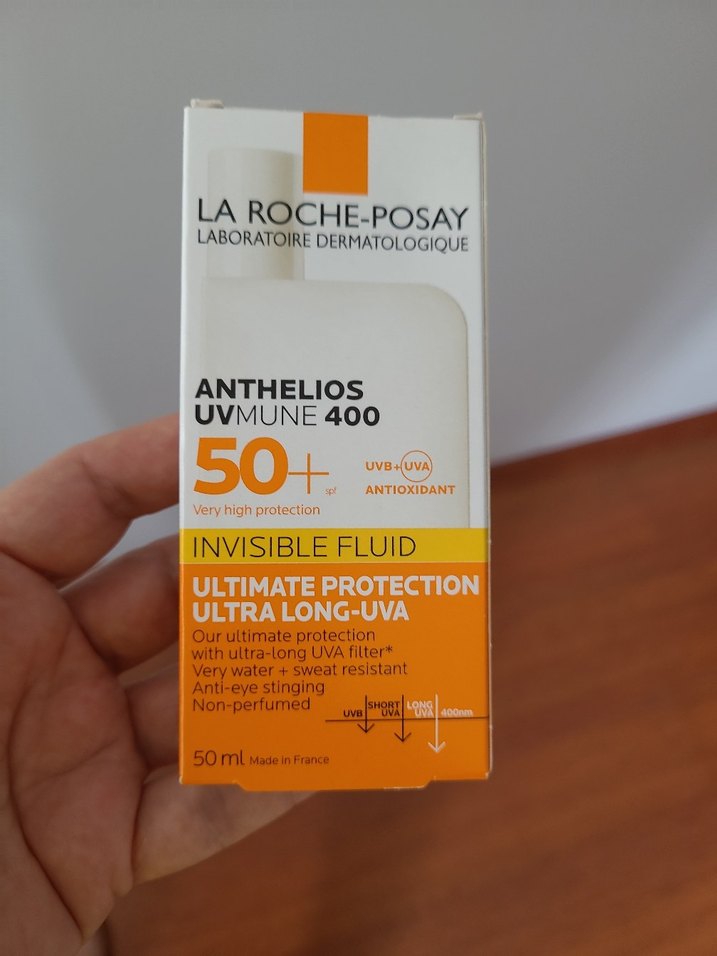 LA ROCHE-POSAY
LABORATOIRE DERMATOLOGIQUE
ANTHELIOS
UVMUNE 400
50+
spf
UVB+UVA
ANTIOXIDANT
Very high protection
INVISIBLE FLUID
ULTIMATE PROTECTION
ULTRA LONG-UVA
Our ultimate protection
with ultra-long UVA filter*
Very water + sweat resistant
Anti-eye stinging
Non-perfumed
UVB
SHORT
UVA
LONG
UVA
400nm
50 ml Made in France